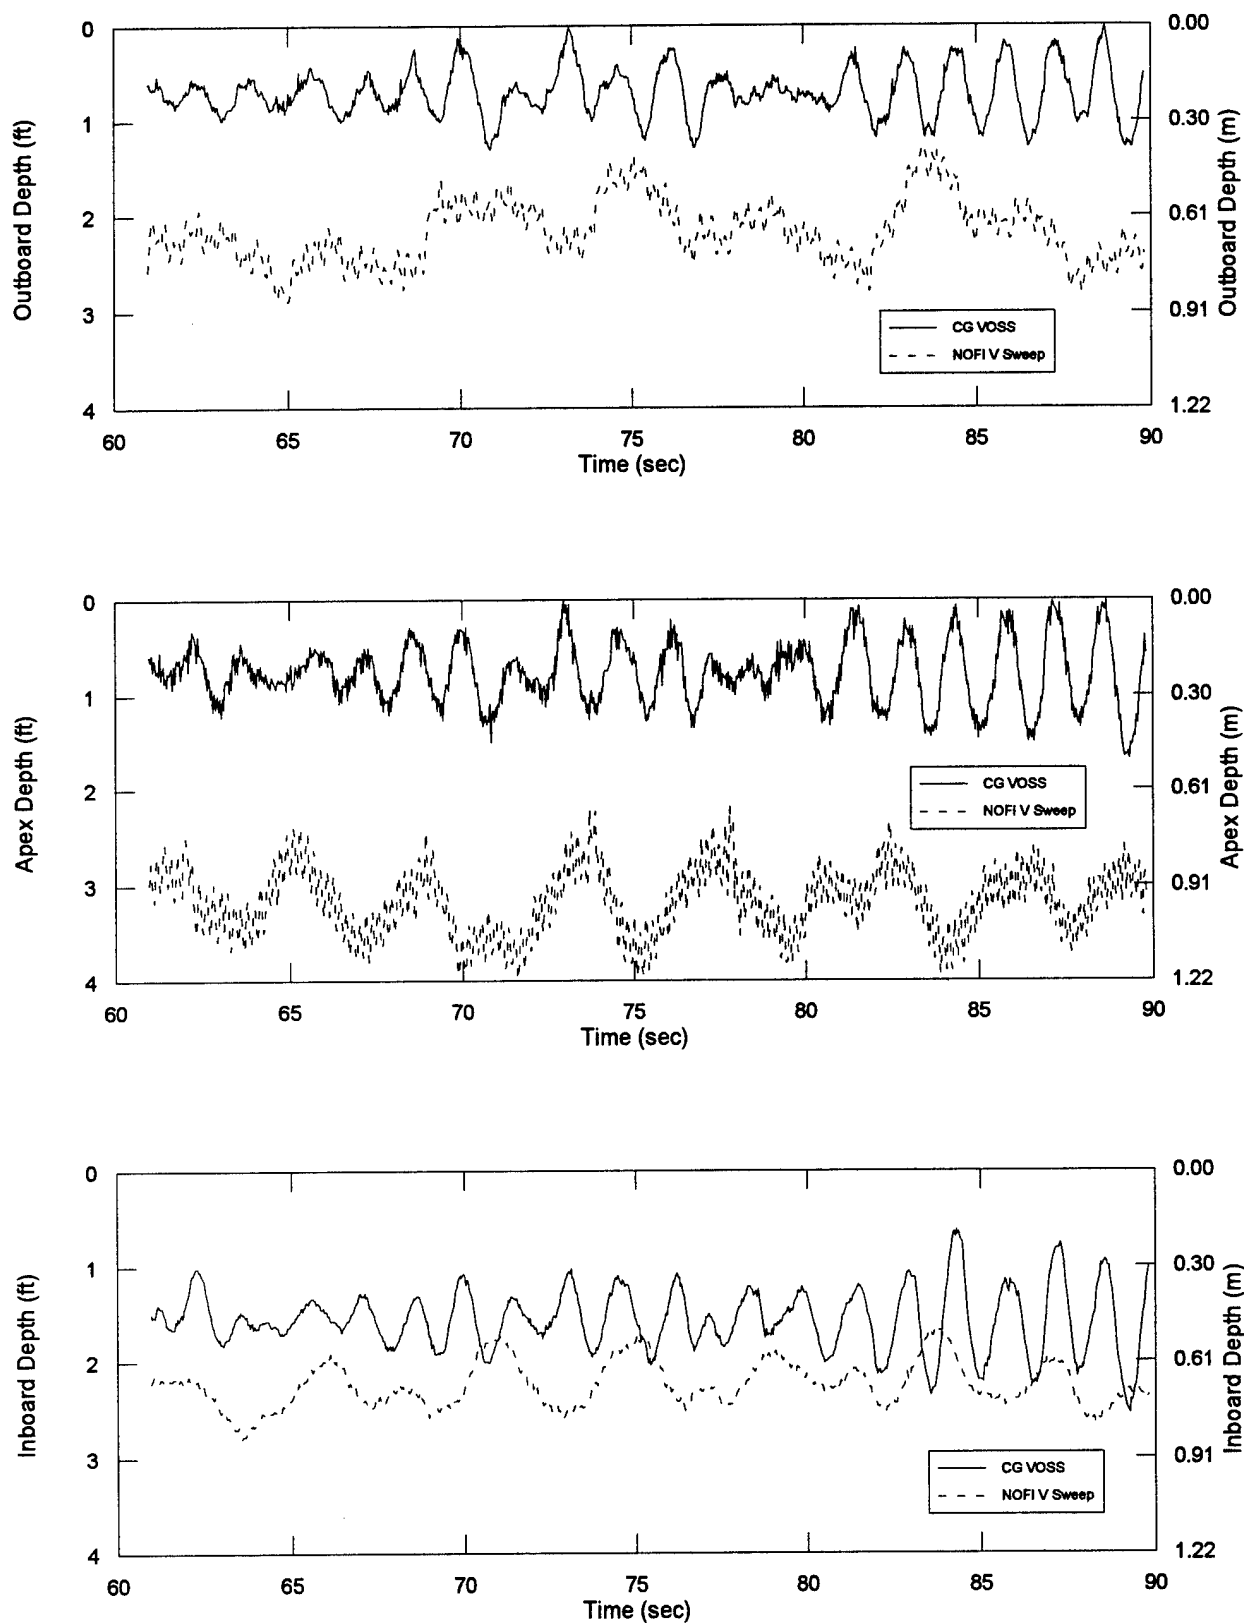 0
1
2
3
4
Outboard Depth (ft)
0.00
0.30
0.61
0.91
1.22
Outboard Depth (m)
CG VOSS
NOFI V Sweep
60 65 70 75 80 85 90
Time (sec)
0
1
2
3
4
Apex Depth (ft)
0.00
0.30
0.61
0.91
1.22
Apex Depth (m)
CG VOSS
NOFI V Sweep
60 65 70 75 80 85 90
Time (sec)
0
1
2
3
4
Inboard Depth (ft)
0.00
0.30
0.61
0.91
1.22
Inboard Depth (m)
CG VOSS
NOFI V Sweep
60 65 70 75 80 85 90
Time (sec)